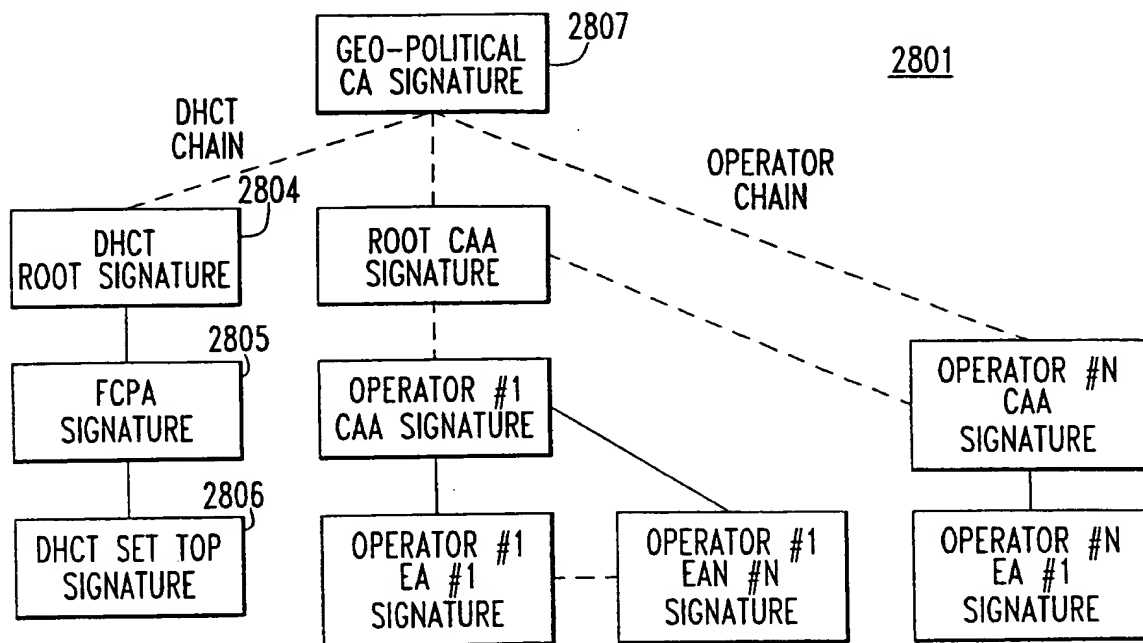 GEO-POLITICAL
CA SIGNATURE
2807
2801
DHCT
CHAIN
OPERATOR
CHAIN
2804
DHCT
ROOT SIGNATURE
ROOT CAA
SIGNATURE
2805
FCPA
SIGNATURE
OPERATOR #1
CAA SIGNATURE
OPERATOR #N
CAA
SIGNATURE
2806
DHCT SET TOP
SIGNATURE
OPERATOR #1
EA #1
SIGNATURE
OPERATOR #1
EAN #N
SIGNATURE
OPERATOR #N
EA #1
SIGNATURE